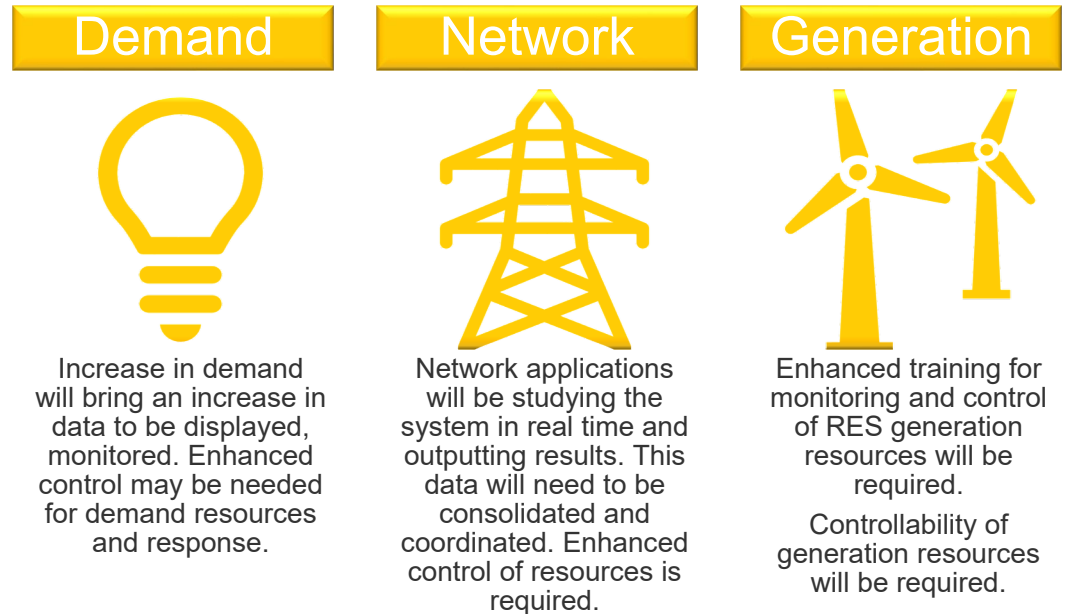 Demand
Increase in demand
will bring an increase in
data to be displayed,
monitored. Enhanced
control may be needed
for demand resources
and response.
Network
Network applications
will be studying the
system in real time and
outputting results. This
data will need to be
consolidated and
coordinated. Enhanced
control of resources is
required.
Generation
Enhanced training for
monitoring and control
of RES generation
resources will be
required.
Controllability of
generation resources
will be required.